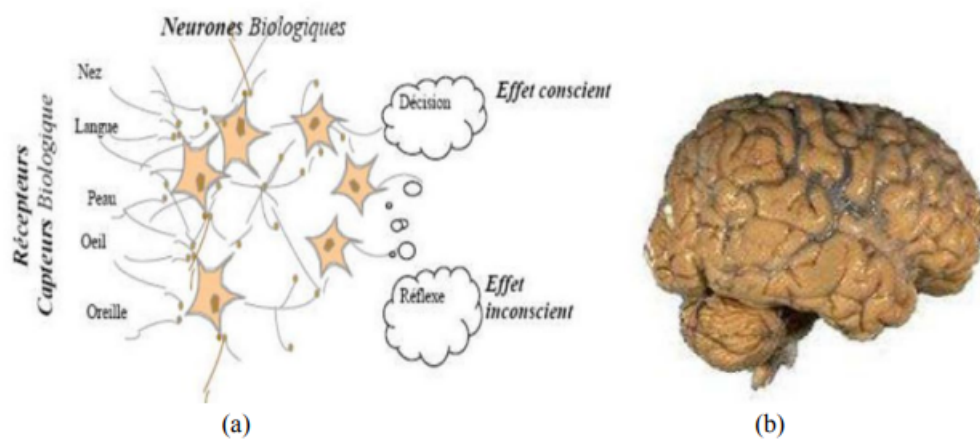 Neurones Biologiques
Nez
Langue
Peau
Oeil
Oreille
Récepteurs
Capteurs Biologique
Décision
Effet conscient
Réflexe
Effet
inconscient
(a)
(b)